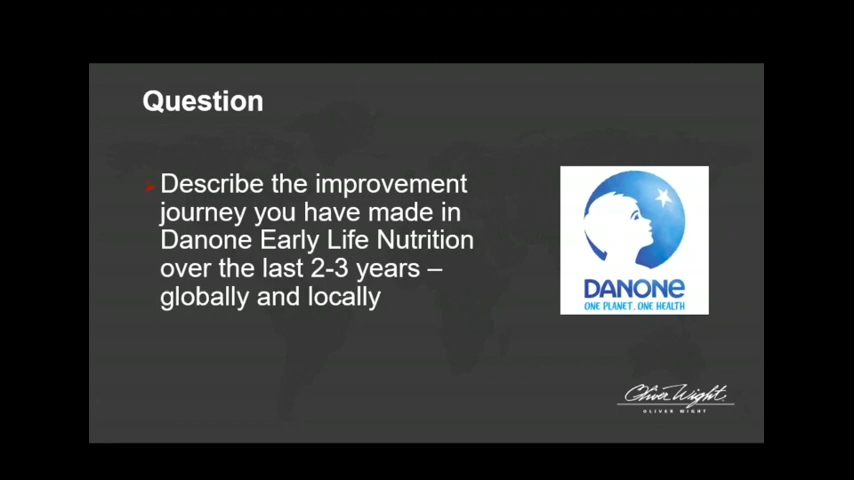 Question
Describe the improvement
journey you have made in
Danone Early Life Nutrition
over the last 2-3 years –
globally and locally
DANONE
ONE PLANET. ONE HEALTH
Oliver Wight
OLIVER WIGHT